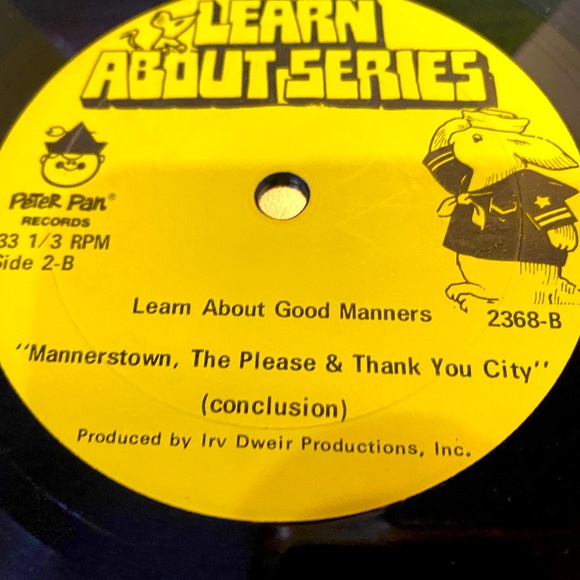 LEARN
ABOUT SERIES
Peter Pan®
RECORDS
33 1/3 RPM
Side 2-B
Learn About Good Manners
2368-B
"Mannerstown, The Please & Thank You City"
(conclusion)
Produced by Irv Dweir Productions, Inc.